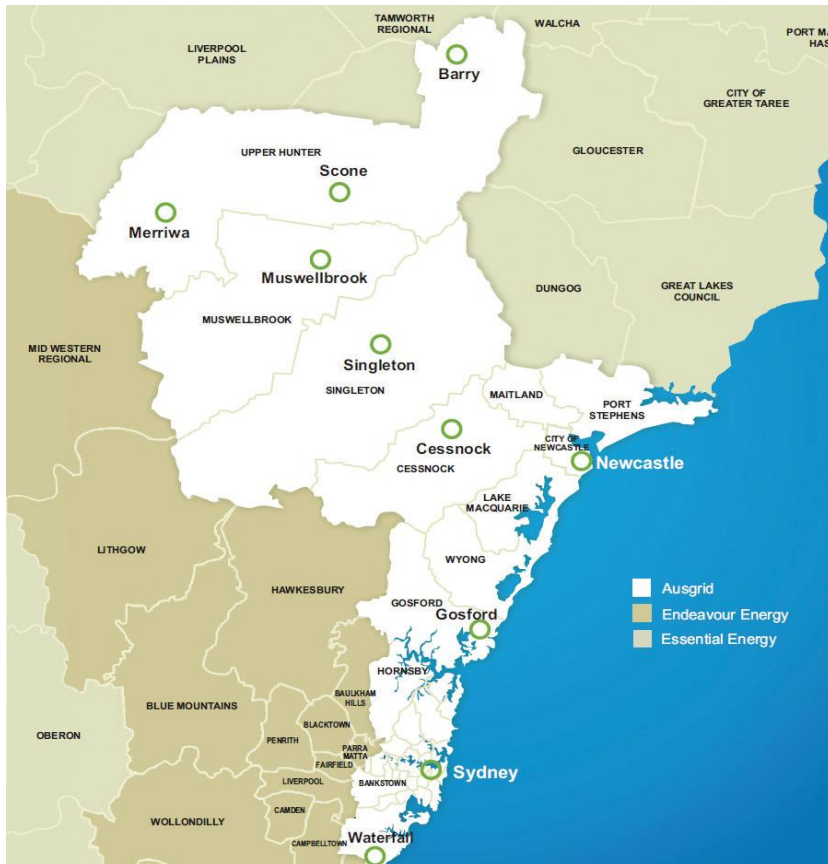 TAMWORTH
REGIONAL
WALCHA
PORT MA
HAS
LIVERPOOL
PLAINS
Barry
CITY OF
GREATER TAREE
UPPER HUNTER
GLOUCESTER
Scone
Merriwa
Muswellbrook
DUNGOG
GREAT LAKES
COUNCIL
MUSWELLBROOK
MID WESTERN
REGIONAL
Singleton
SINGLETON
MAITLAND
PORT
STEPHENS
Cessnock
CITY OF
NEWCASTLE
CESSNOCK
Newcastle
LAKE
MACQUARIE
LITHGOW
WYONG
HAWKESBURY
Ausgrid
GOSFORD
Gosford
Endeavour Energy
Essential Energy
HORNSBY
BAULKHAM
HILLS
BLUE MOUNTAINS
BLACKTOWN
OBERON
PENRITH
PARRA
MATTA
FAIRFIELD
Sydney
LIVERPOOL
BANKSTOWN
CAMDEN
WOLLONDILLY
CAMPBELLTOWN
Waterfall